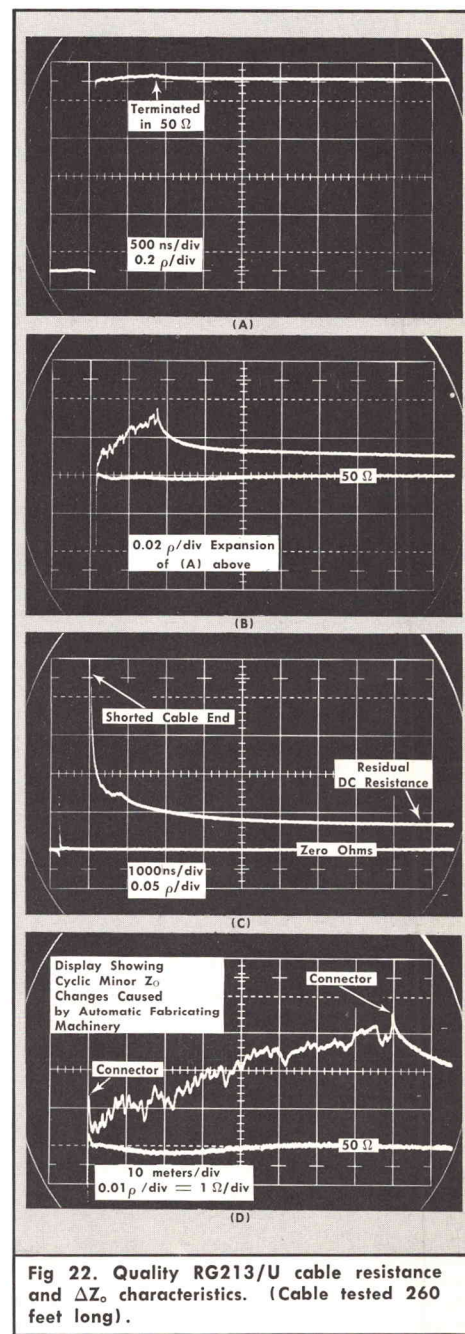 Terminated
in 50 Ω
500 ns/div
0.2 ρ/div
(A)
50 Ω
0.02 ρ/div Expansion
of (A) above
(B)
Shorted Cable End
Residual
DC Resistance
Zero Ohms
1000ns/div
0.05 ρ/div
(C)
Display Showing
Cyclic Minor Zo
Changes Caused
by Automatic Fabricating
Machinery
Connector
Connector
50 Ω
10 meters/div
0.01ρ /div = 1 Ω/div
(D)
Fig 22. Quality RG213/U cable resistance
and ΔZo characteristics. (Cable tested 260
feet long).